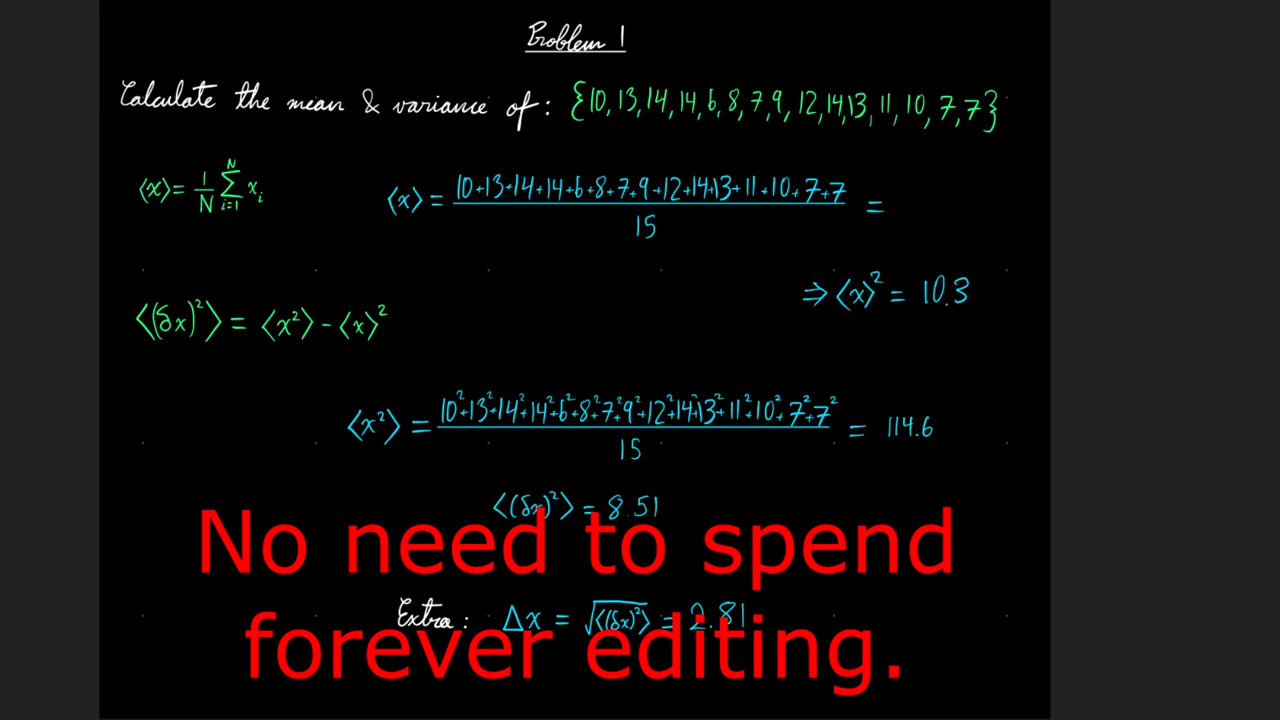 Problem 1
Calculate the mean & variance of: {10, 13, 14, 14, 6, 8, 7, 9, 12, 14, 13, 11, 10, 7, 7}
⟨x⟩ = 1/N ∑_{i=1}^{N} x_i
⟨x⟩ = (10+13+14+14+6+8+7+9+12+14+13+11+10+7+7)/15 =
⇒ ⟨x⟩² = 10.3
⟨(δx)²⟩ = ⟨x²⟩ - ⟨x⟩²
⟨x²⟩ = (10²+13²+14²+14²+6²+8²+7²+9²+12²+14²+13²+11²+10²+7²+7²)/15 = 114.6
⟨(δx)²⟩ = 8.51
No need to spend
Extra: Δx = √⟨(δx)²⟩ = 2.81
forever editing.